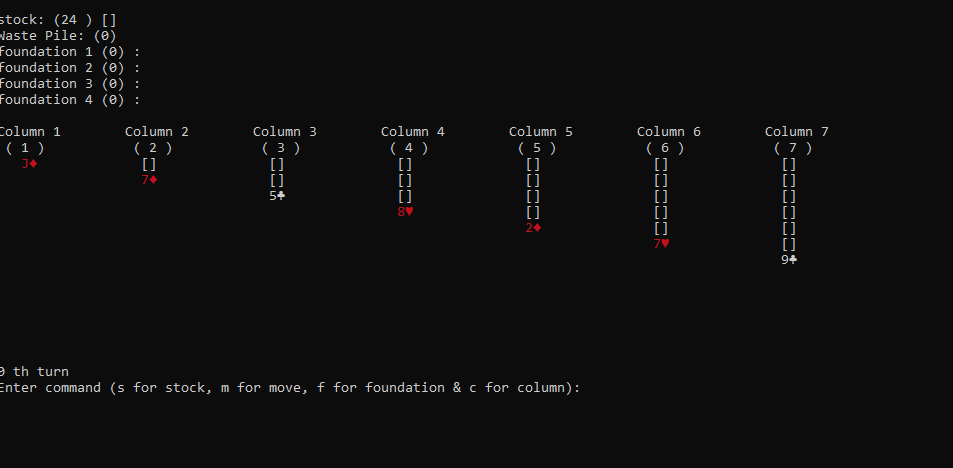 stock: (24 ) []
Waste Pile: (0)
foundation 1 (0) :
foundation 2 (0) :
foundation 3 (0) :
foundation 4 (0) :
Column 1 Column 2 Column 3 Column 4 Column 5 Column 6 Column 7
( 1 ) ( 2 ) ( 3 ) ( 4 ) ( 5 ) ( 6 ) ( 7 )
J♦ [] [] [] [] [] []
7♦ [] [] [] [] []
5♣ [] [] [] []
8♥ [] [] []
2♦ [] []
7♥ []
9♣
0 th turn
Enter command (s for stock, m for move, f for foundation & c for column):